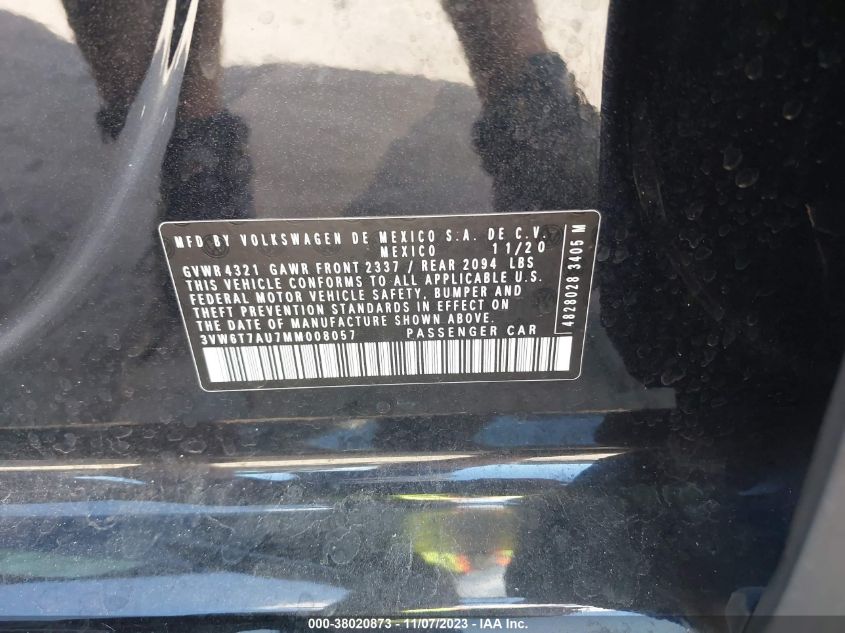 MFD BY VOLKSWAGEN DE MEXICO S.A. DE C.V.
MEXICO 11/20
GVWR 4321 GAWR FRONT 2337 / REAR 2094 LBS
THIS VEHICLE CONFORMS TO ALL APPLICABLE U.S.
FEDERAL MOTOR VEHICLE SAFETY, BUMPER AND
THEFT PREVENTION STANDARDS IN EFFECT ON
THE DATE OF MANUFACTURE SHOWN ABOVE.
3VW6T7AU7MM008057 PASSENGER CAR
4828028 3405 M
000-38020873 - 11/07/2023 - IAA Inc.